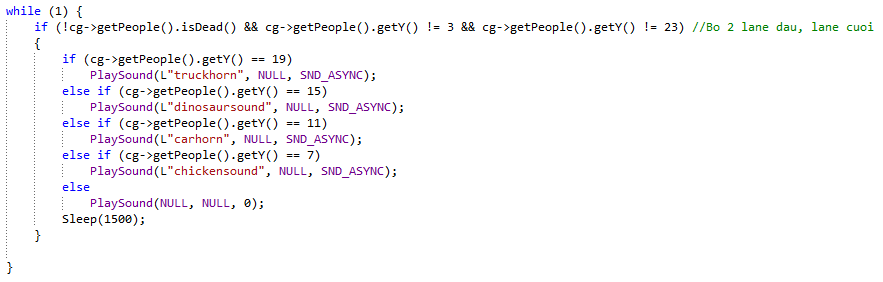 while (1) {
    if (!cg->getPeople().isDead() && cg->getPeople().getY() != 3 && cg->getPeople().getY() != 23) //Bo 2 lane dau, lane cuoi
    {
        if (cg->getPeople().getY() == 19)
            PlaySound(L"truckhorn", NULL, SND_ASYNC);
        else if (cg->getPeople().getY() == 15)
            PlaySound(L"dinosaursound", NULL, SND_ASYNC);
        else if (cg->getPeople().getY() == 11)
            PlaySound(L"carhorn", NULL, SND_ASYNC);
        else if (cg->getPeople().getY() == 7)
            PlaySound(L"chickensound", NULL, SND_ASYNC);
        else
            PlaySound(NULL, NULL, 0);
        Sleep(1500);
    }
}